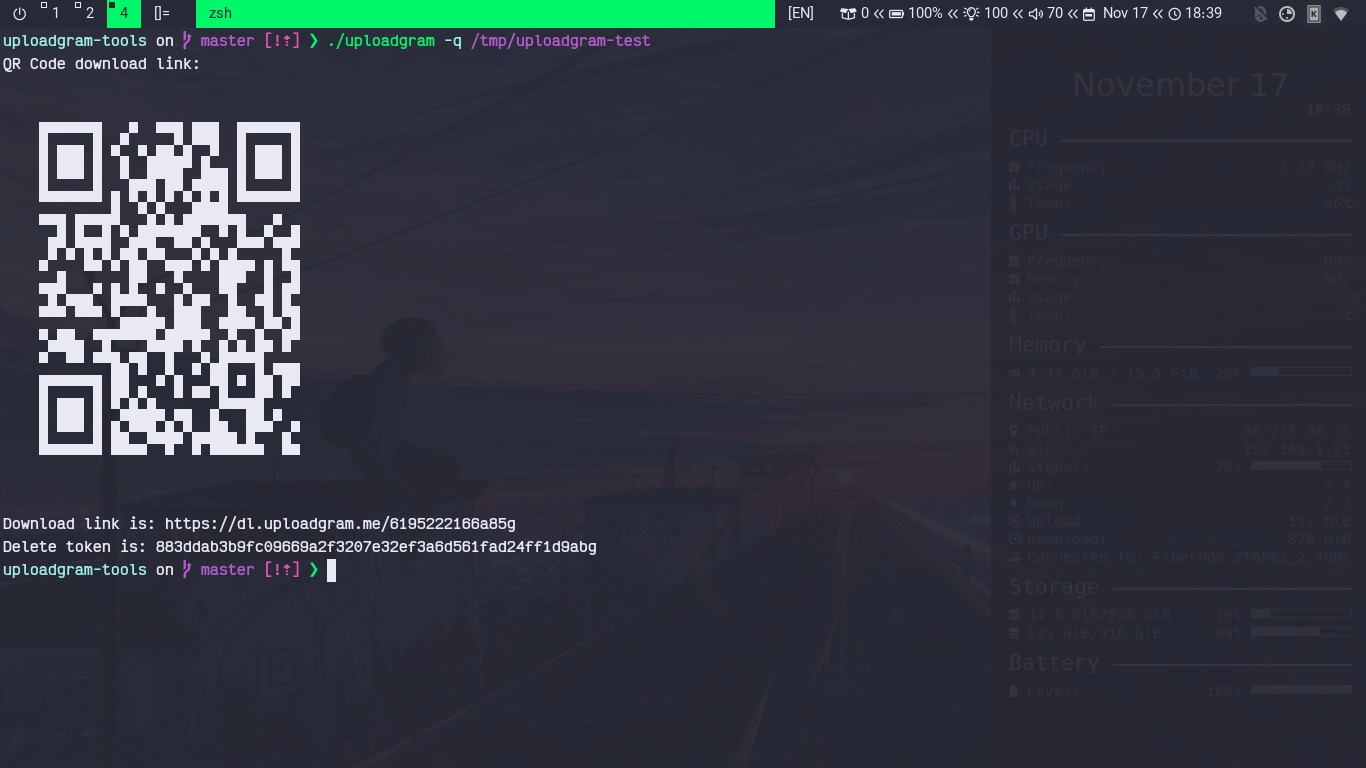 1 2 4 []= zsh [EN] 0 << 100% << 100 << 70 << Nov 17 << 18:39
uploadgram-tools on master [!⇡] ❯ ./uploadgram -q /tmp/uploadgram-test
QR Code download link:
Download link is: https://dl.uploadgram.me/6195222166a85g
Delete token is: 883ddab3b9fc09669a2f3207e32ef3a6d561fad24ff1d9abg
uploadgram-tools on master [!⇡] ❯
November 17
18:39
CPU
Frequency: 2.29 GHz
Usage: 4%
Temp: 56℃
GPU
Frequency: MHz
Memory: MHz
Usage: %
Temp: ℃
Memory
4.47 GiB / 15.5 GiB 28%
Network
Public IP: 88.235.80.35
WiFi: 192.168.1.81
Signal: 70%
Up: 2.4
Down: 2.3
Upload: 112 MiB
Download: 878 MiB
Connected to: FiberHGW_ZT6N63_2.4GHz
Storage
44.0 GiB/228 GiB 19%
639 GiB/916 GiB 69%
Battery
Level: 100%